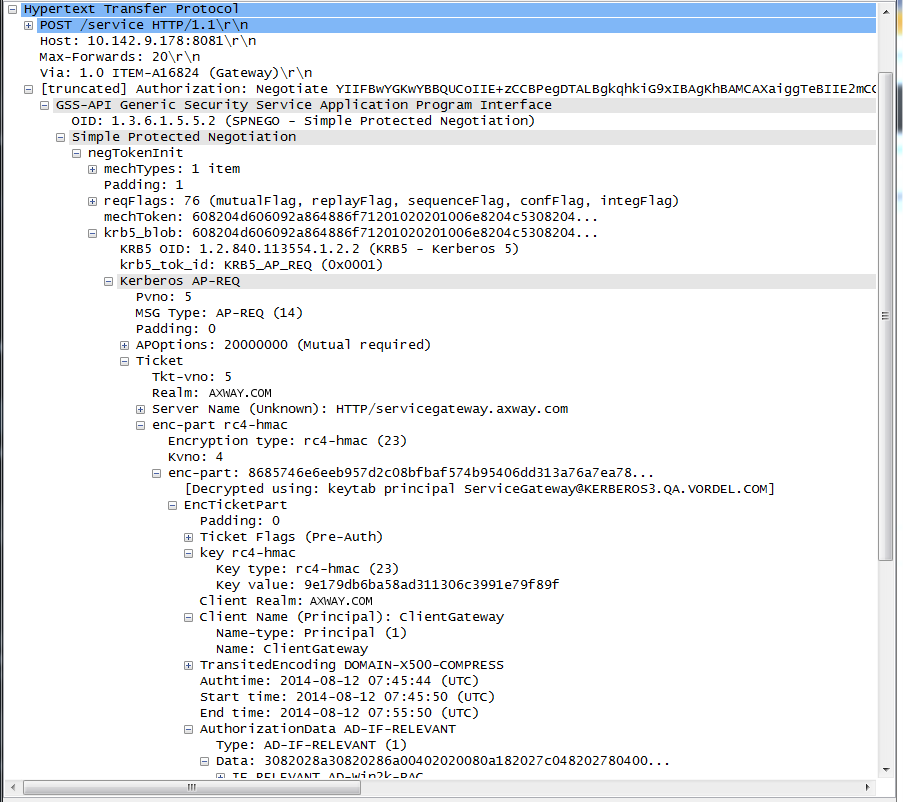 Hypertext Transfer Protocol
POST /service HTTP/1.1\r\n
Host: 10.142.9.178:8081\r\n
Max-Forwards: 20\r\n
Via: 1.0 ITEM-A16824 (Gateway)\r\n
[truncated] Authorization: Negotiate YIIFBwYGKwYBBQUCoIIE+zCCBPegDTALBgkqhkiG9xIBAgKhBAMCAXaiggTeBIIE2mCC
GSS-API Generic Security Service Application Program Interface
OID: 1.3.6.1.5.5.2 (SPNEGO - Simple Protected Negotiation)
Simple Protected Negotiation
negTokenInit
mechTypes: 1 item
Padding: 1
reqFlags: 76 (mutualFlag, replayFlag, sequenceFlag, confFlag, integFlag)
mechToken: 608204d606092a864886f71201020201006e8204c5308204...
krb5_blob: 608204d606092a864886f71201020201006e8204c5308204...
KRB5 OID: 1.2.840.113554.1.2.2 (KRB5 - Kerberos 5)
krb5_tok_id: KRB5_AP_REQ (0x0001)
Kerberos AP-REQ
Pvno: 5
MSG Type: AP-REQ (14)
Padding: 0
APOptions: 20000000 (Mutual required)
Ticket
Tkt-vno: 5
Realm: AXWAY.COM
Server Name (Unknown): HTTP/servicegateway.axway.com
enc-part rc4-hmac
Encryption type: rc4-hmac (23)
Kvno: 4
enc-part: 8685746e6eeb957d2c08bfbaf574b95406dd313a76a7ea78...
[Decrypted using: keytab principal ServiceGateway@KERBEROS3.QA.VORDEL.COM]
EncTicketPart
Padding: 0
Ticket Flags (Pre-Auth)
key rc4-hmac
Key type: rc4-hmac (23)
Key value: 9e179db6ba58ad311306c3991e79f89f
Client Realm: AXWAY.COM
Client Name (Principal): ClientGateway
Name-type: Principal (1)
Name: ClientGateway
TransitedEncoding DOMAIN-X500-COMPRESS
Authtime: 2014-08-12 07:45:44 (UTC)
Start time: 2014-08-12 07:45:50 (UTC)
End time: 2014-08-12 07:55:50 (UTC)
AuthorizationData AD-IF-RELEVANT
Type: AD-IF-RELEVANT (1)
Data: 3082028a30820286a00402020080a182027c048202780400...
IF_RELEVANT AD-Win2k-PAC